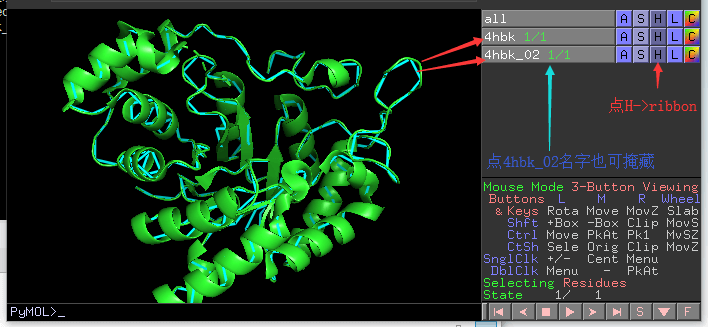 all A S H L C
4hbk 1/1 A S H L C
4hbk_02 1/1 A S H L C
点H->ribbon
点4hbk_02名字也可掩藏
Mouse Mode 3-Button Viewing
Buttons L M R Wheel
& Keys Rota Move MovZ Slab
Shft +Box -Box Clip MovS
Ctrl Move PkAt Pk1 MvSZ
CtSh Sele Orig Clip MovZ
SnglClk +/- Cent Menu
DblClk Menu - PkAt
Selecting Residues
State 1/ 1
PyMOL>_
S F